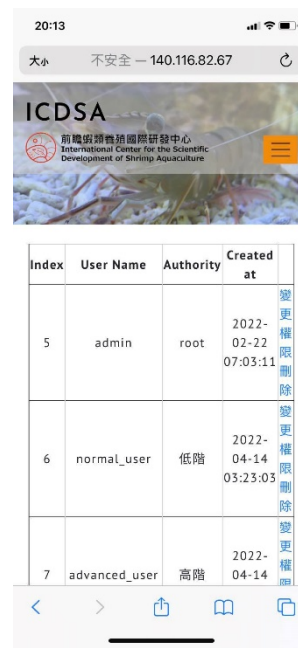 20:13
大小
不安全 — 140.116.82.67
ICDSA
前瞻蝦類養殖國際研發中心
International Center for the Scientific
Development of Shrimp Aquaculture
Index User Name Authority Created at
5 admin root 2022-02-22 07:03:11 變更權限刪除
6 normal_user 低階 2022-04-14 03:23:03 變更權限刪除
7 advanced_user 高階 2022-04-14 變更權限